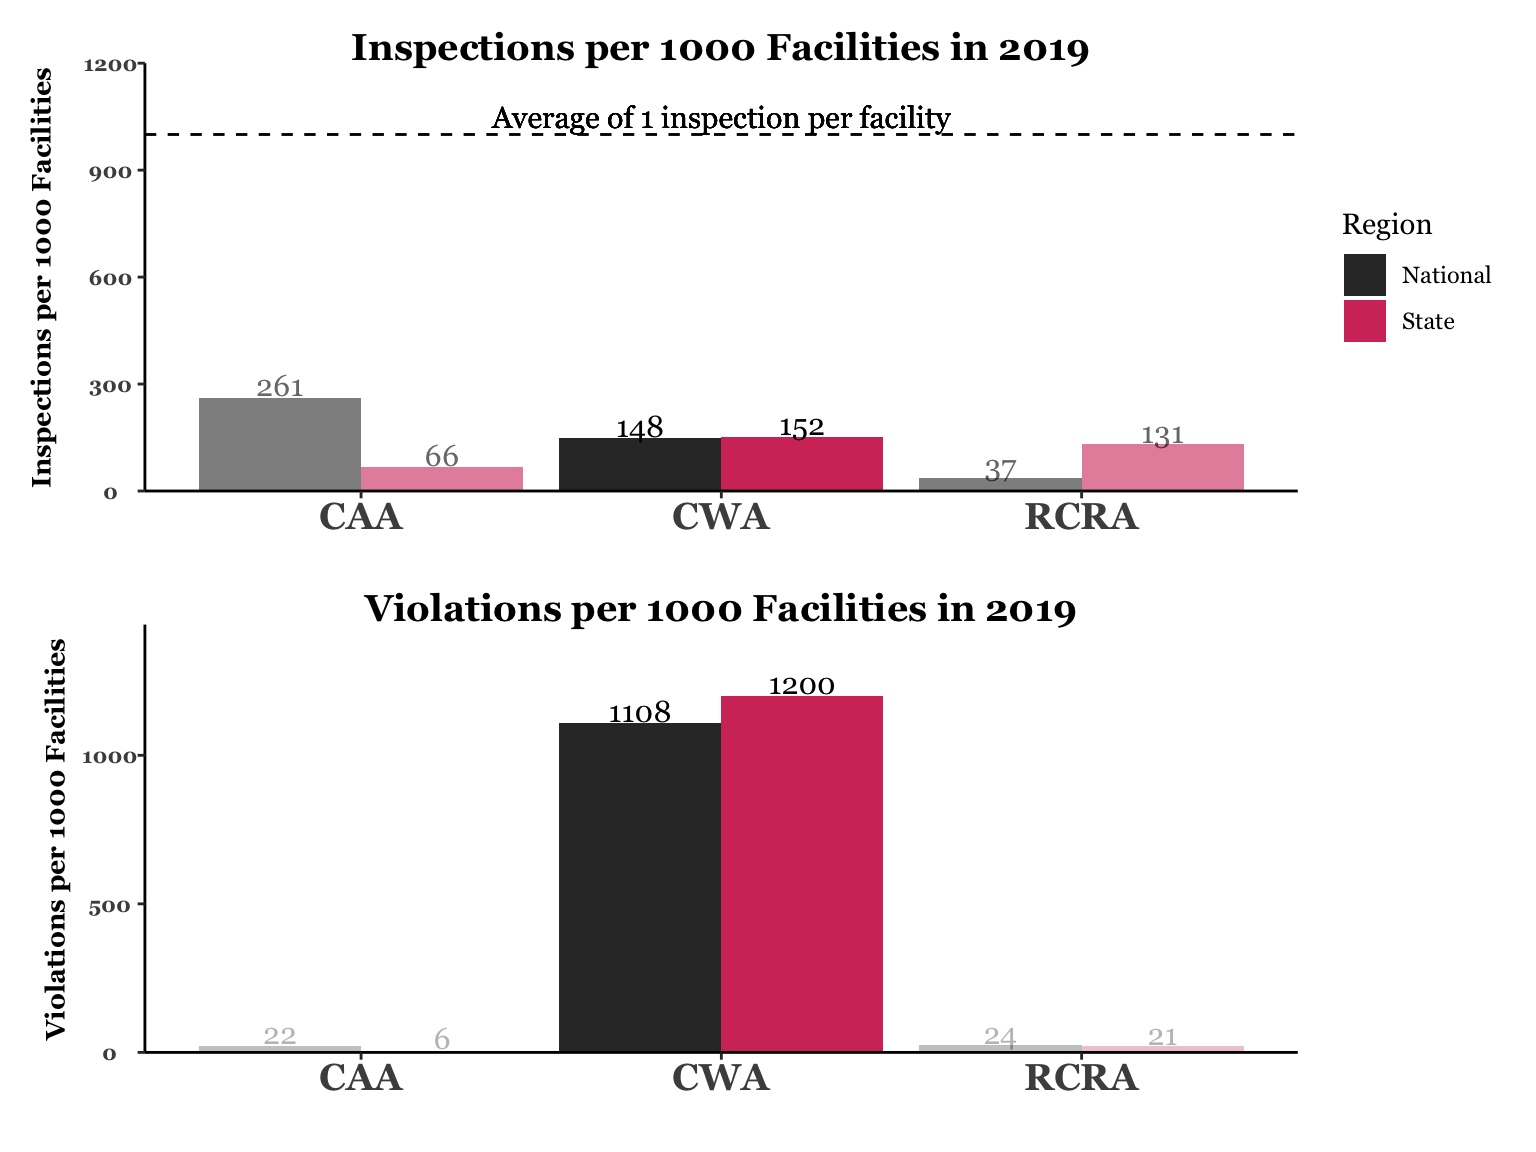 Inspections per 1000 Facilities in 2019
Inspections per 1000 Facilities
1200
900
600
300
0
Average of 1 inspection per facility
261
66
148
152
37
131
CAA
CWA
RCRA
Region
National
State
Violations per 1000 Facilities in 2019
Violations per 1000 Facilities
1000
500
0
22
6
1108
1200
24
21
CAA
CWA
RCRA